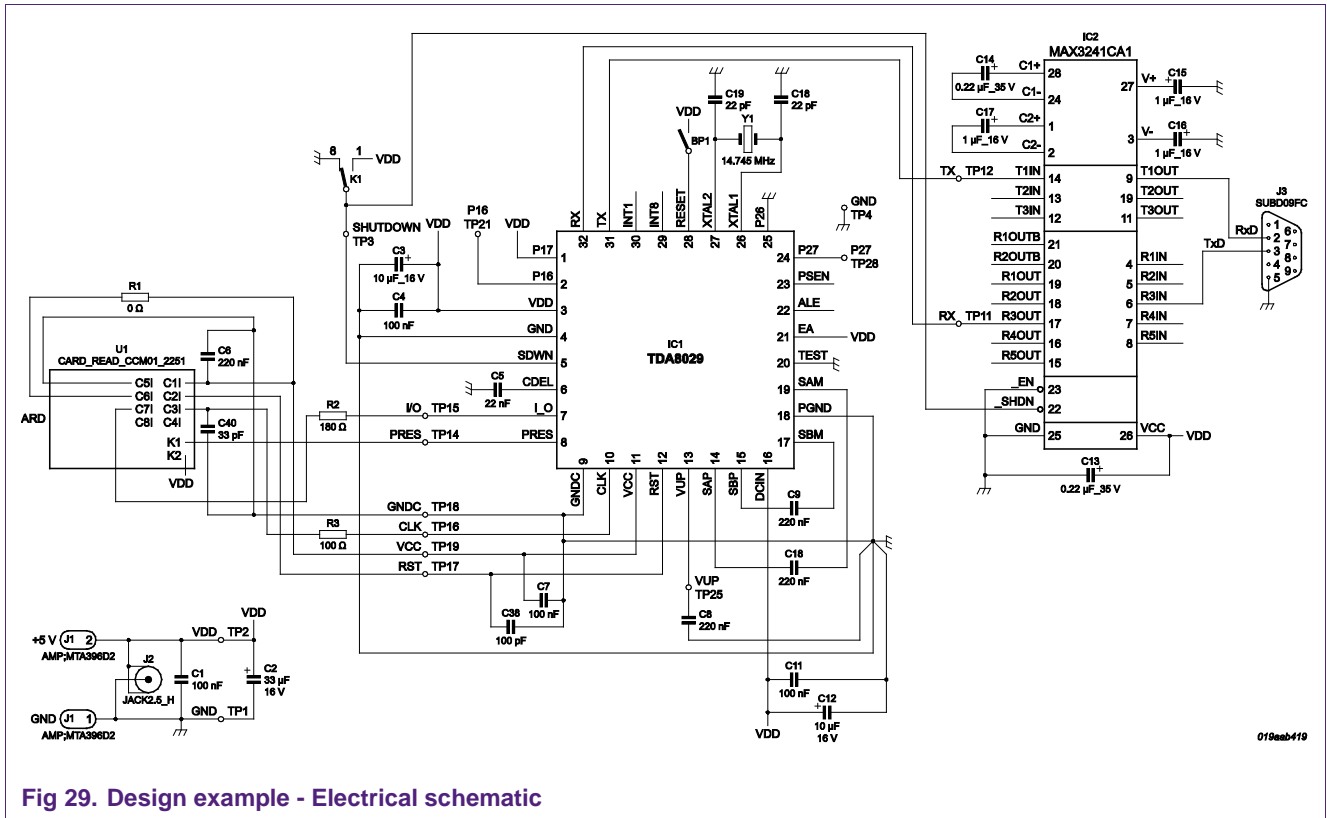 IC2
MAX3241CA1
C14
0.22 µF_35 V
C1+
28
C1-
24
C17
1 µF_16 V
C2+
1
C2-
2
27
V+
C15
1 µF_16 V
3
V-
C16
1 µF_16 V
TX
TP12
T1IN
14
T2IN
13
T3IN
12
9
T1OUT
19
T2OUT
11
T3OUT
R1OUTB
21
R2OUTB
20
R1OUT
19
R2OUT
18
RX
TP11
R3OUT
17
R4OUT
16
R5OUT
15
4
R1IN
5
R2IN
6
R3IN
7
R4IN
8
R5IN
_EN
23
_SHDN
22
GND
25
26
VCC
VDD
C13
0.22 µF_35 V
J3
SUBD09FC
RxD
TxD
1
2
3
4
5
6
7
8
9
C19
22 pF
C18
22 pF
Y1
14.745 MHz
VDD
BP1
8
1
VDD
K1
SHUTDOWN
TP3
P16
TP21
VDD
VDD
C3
10 µF_16 V
C4
100 nF
C5
22 nF
GND
TP4
RX
TX
INT1
INT8
RESET
XTAL2
XTAL1
P26
32
31
30
29
28
27
26
25
IC1
TDA8029
P17
1
P16
2
VDD
3
GND
4
SDWN
5
CDEL
6
I_O
7
PRES
8
24
P27
P27
TP28
23
PSEN
22
ALE
21
EA
VDD
20
TEST
19
SAM
18
PGND
17
SBM
9
10
11
12
13
14
15
16
GNDC
CLK
VCC
RST
VUP
SAP
SBP
DCIN
R1
0 Ω
U1
CARD_READ_CCM01_2251
C6
220 nF
ARD
C5I
C1I
C6I
C2I
C7I
C3I
C8I
C4I
K1
K2
VDD
C40
33 pF
R2
180 Ω
I/O
TP15
PRES
TP14
GNDC
TP18
R3
100 Ω
CLK
TP16
VCC
TP19
RST
TP17
C7
100 nF
C38
100 pF
C9
220 nF
C18
220 nF
VUP
TP25
C8
220 nF
C11
100 nF
C12
10 µF
16 V
VDD
+5 V
J1
2
AMP;MTA396D2
J2
JACK2.5_H
GND
J1
1
AMP;MTA396D2
C1
100 nF
VDD
TP2
VDD
C2
33 µF
16 V
GND
TP1
019aab419
Fig 29. Design example - Electrical schematic